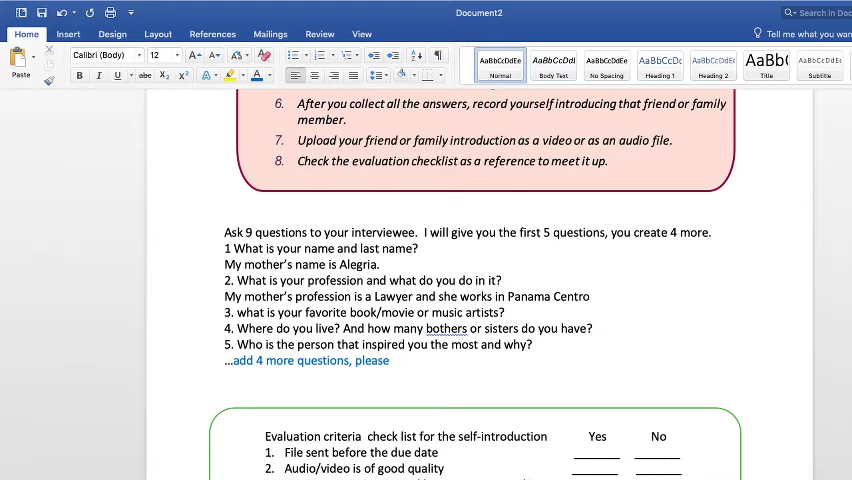 Document2
Search in Doc
Home Insert Design Layout References Mailings Review View Tell me what you wan
Paste Calibri (Body) 12 A A Aa
B I U abc X2 X2 A A
AaBbCcDdEe AaBbCcDdI AaBbCcDdEe AaBbCcDd AaBbCcDdEe AaBb( AaBbCcDdEe
Normal Body Text No Spacing Heading 1 Heading 2 Title Subtitle
6. After you collect all the answers, record yourself introducing that friend or family
member.
7. Upload your friend or family introduction as a video or as an audio file.
8. Check the evaluation checklist as a reference to meet it up.
Ask 9 questions to your interviewee. I will give you the first 5 questions, you create 4 more.
1 What is your name and last name?
My mother's name is Alegria.
2. What is your profession and what do you do in it?
My mother's profession is a Lawyer and she works in Panama Centro
3. what is your favorite book/movie or music artists?
4. Where do you live? And how many bothers or sisters do you have?
5. Who is the person that inspired you the most and why?
...add 4 more questions, please
Evaluation criteria check list for the self-introduction Yes No
1. File sent before the due date
2. Audio/video is of good quality